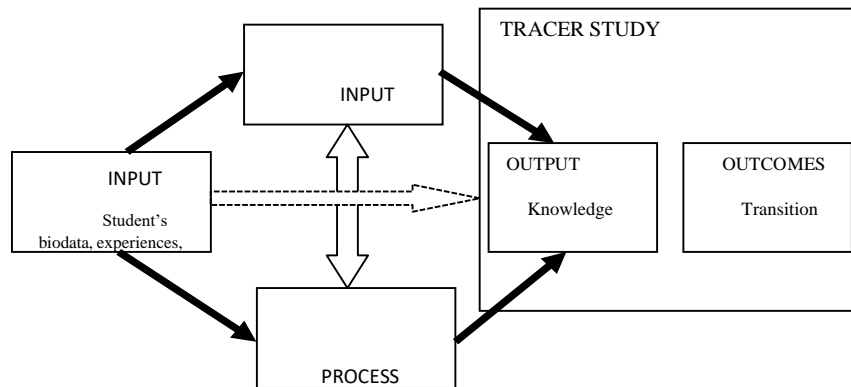 TRACER STUDY
INPUT
INPUT
Student's
biodata, experiences,
OUTPUT
Knowledge
OUTCOMES
Transition
PROCESS